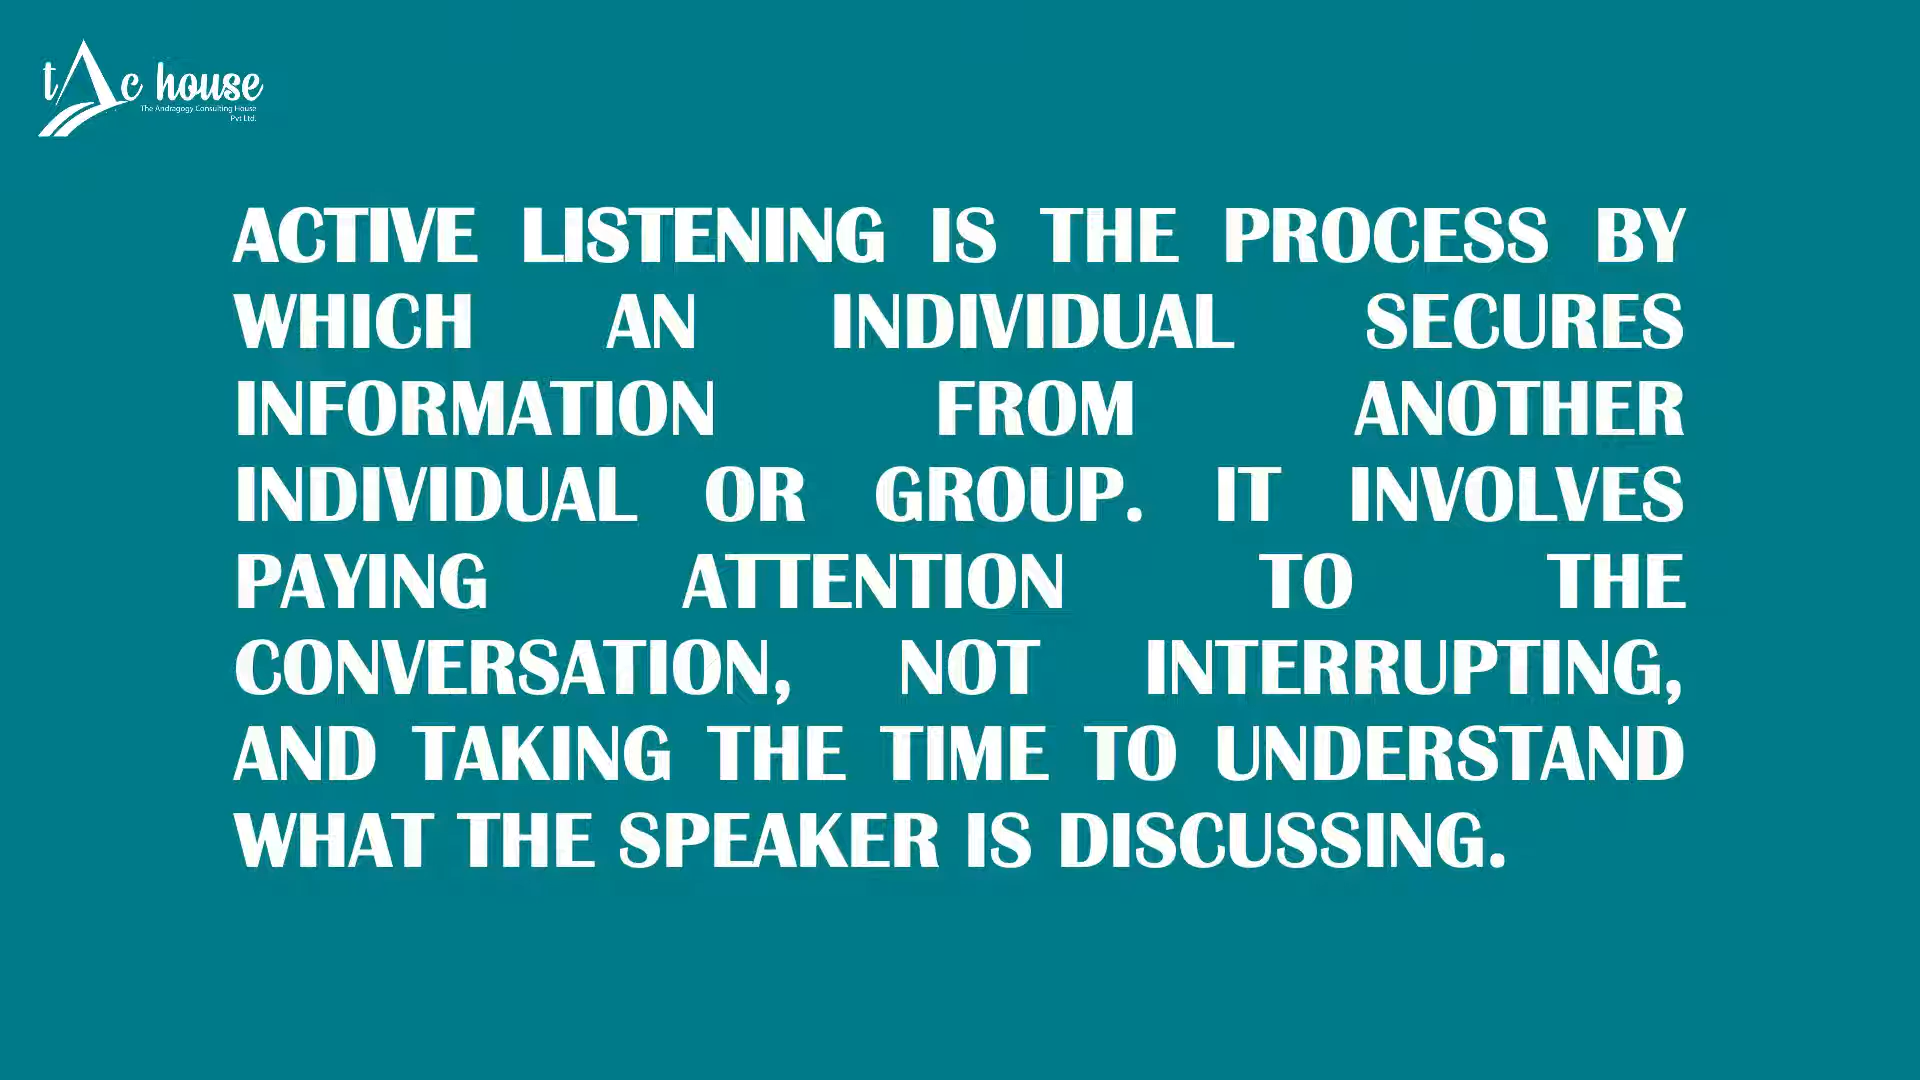 tAc house
The Andragogy Consulting House
Pvt Ltd.
ACTIVE LISTENING IS THE PROCESS BY
WHICH AN INDIVIDUAL SECURES
INFORMATION FROM ANOTHER
INDIVIDUAL OR GROUP. IT INVOLVES
PAYING ATTENTION TO THE
CONVERSATION, NOT INTERRUPTING,
AND TAKING THE TIME TO UNDERSTAND
WHAT THE SPEAKER IS DISCUSSING.